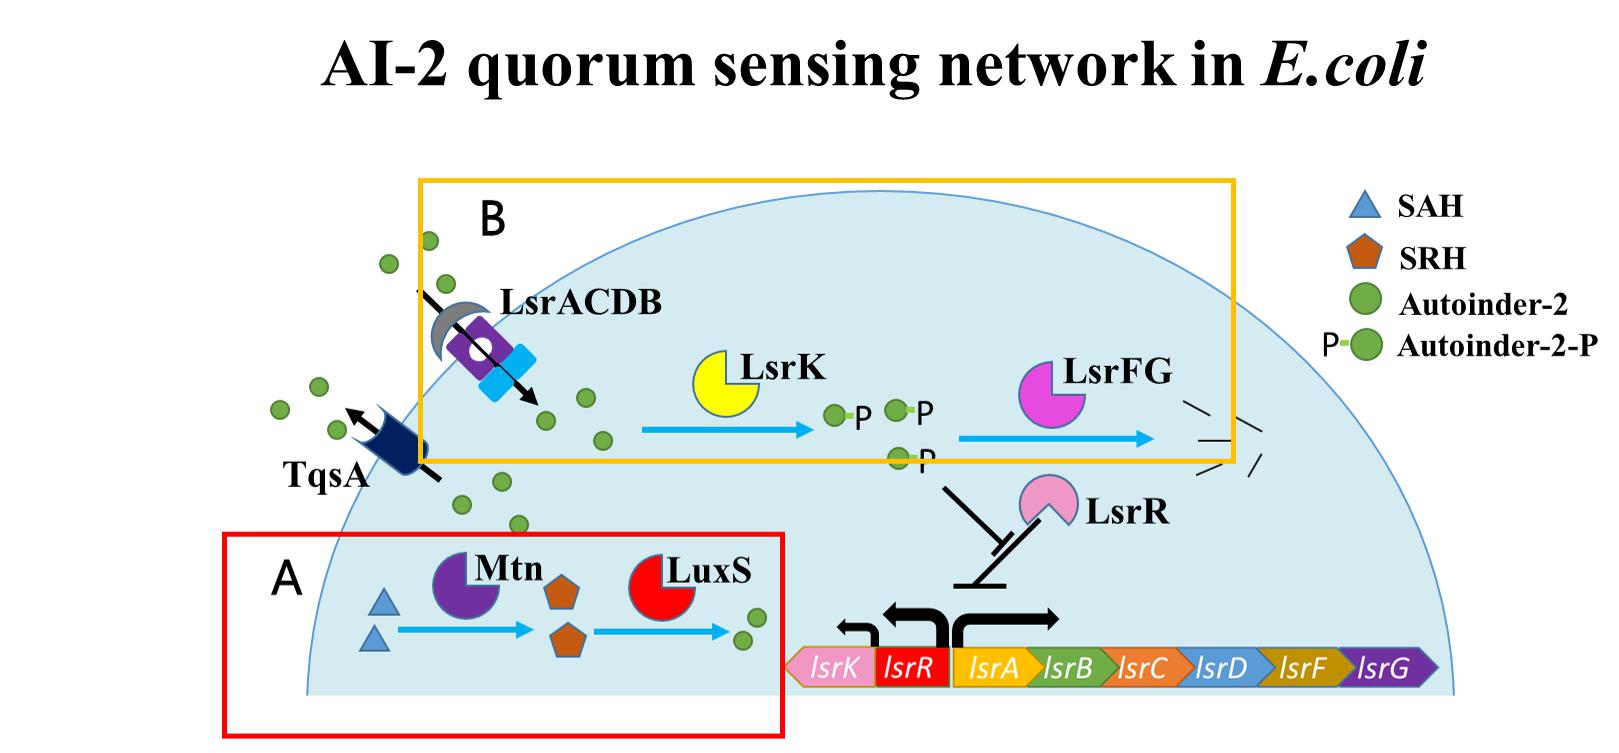 AI-2 quorum sensing network in E.coli
B
SAH
SRH
Autoinder-2
P
Autoinder-2-P
LsrACDB
LsrK
LsrFG
P
P
P
TqsA
LsrR
A
Mtn
LuxS
lsrK lsrR lsrA lsrB lsrC lsrD lsrF lsrG